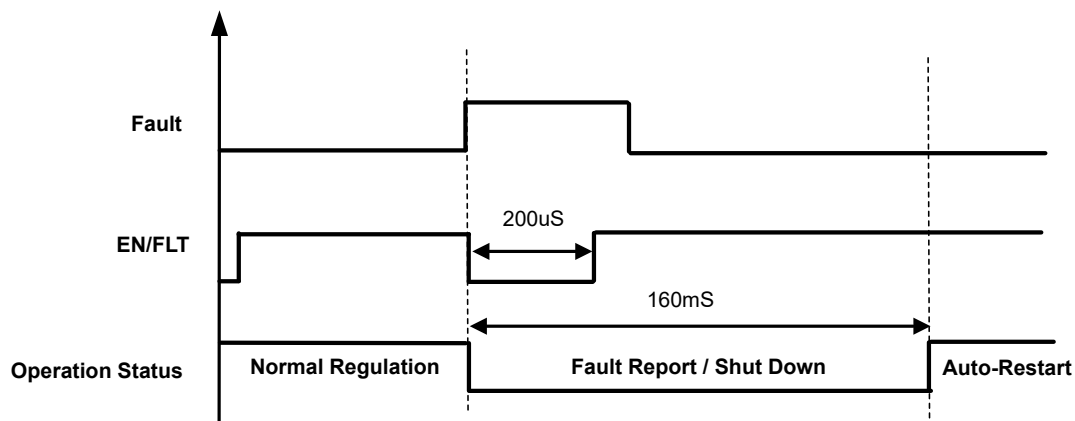 Fault
200uS
EN/FLT
160mS
Operation Status
Normal Regulation
Fault Report / Shut Down
Auto-Restart